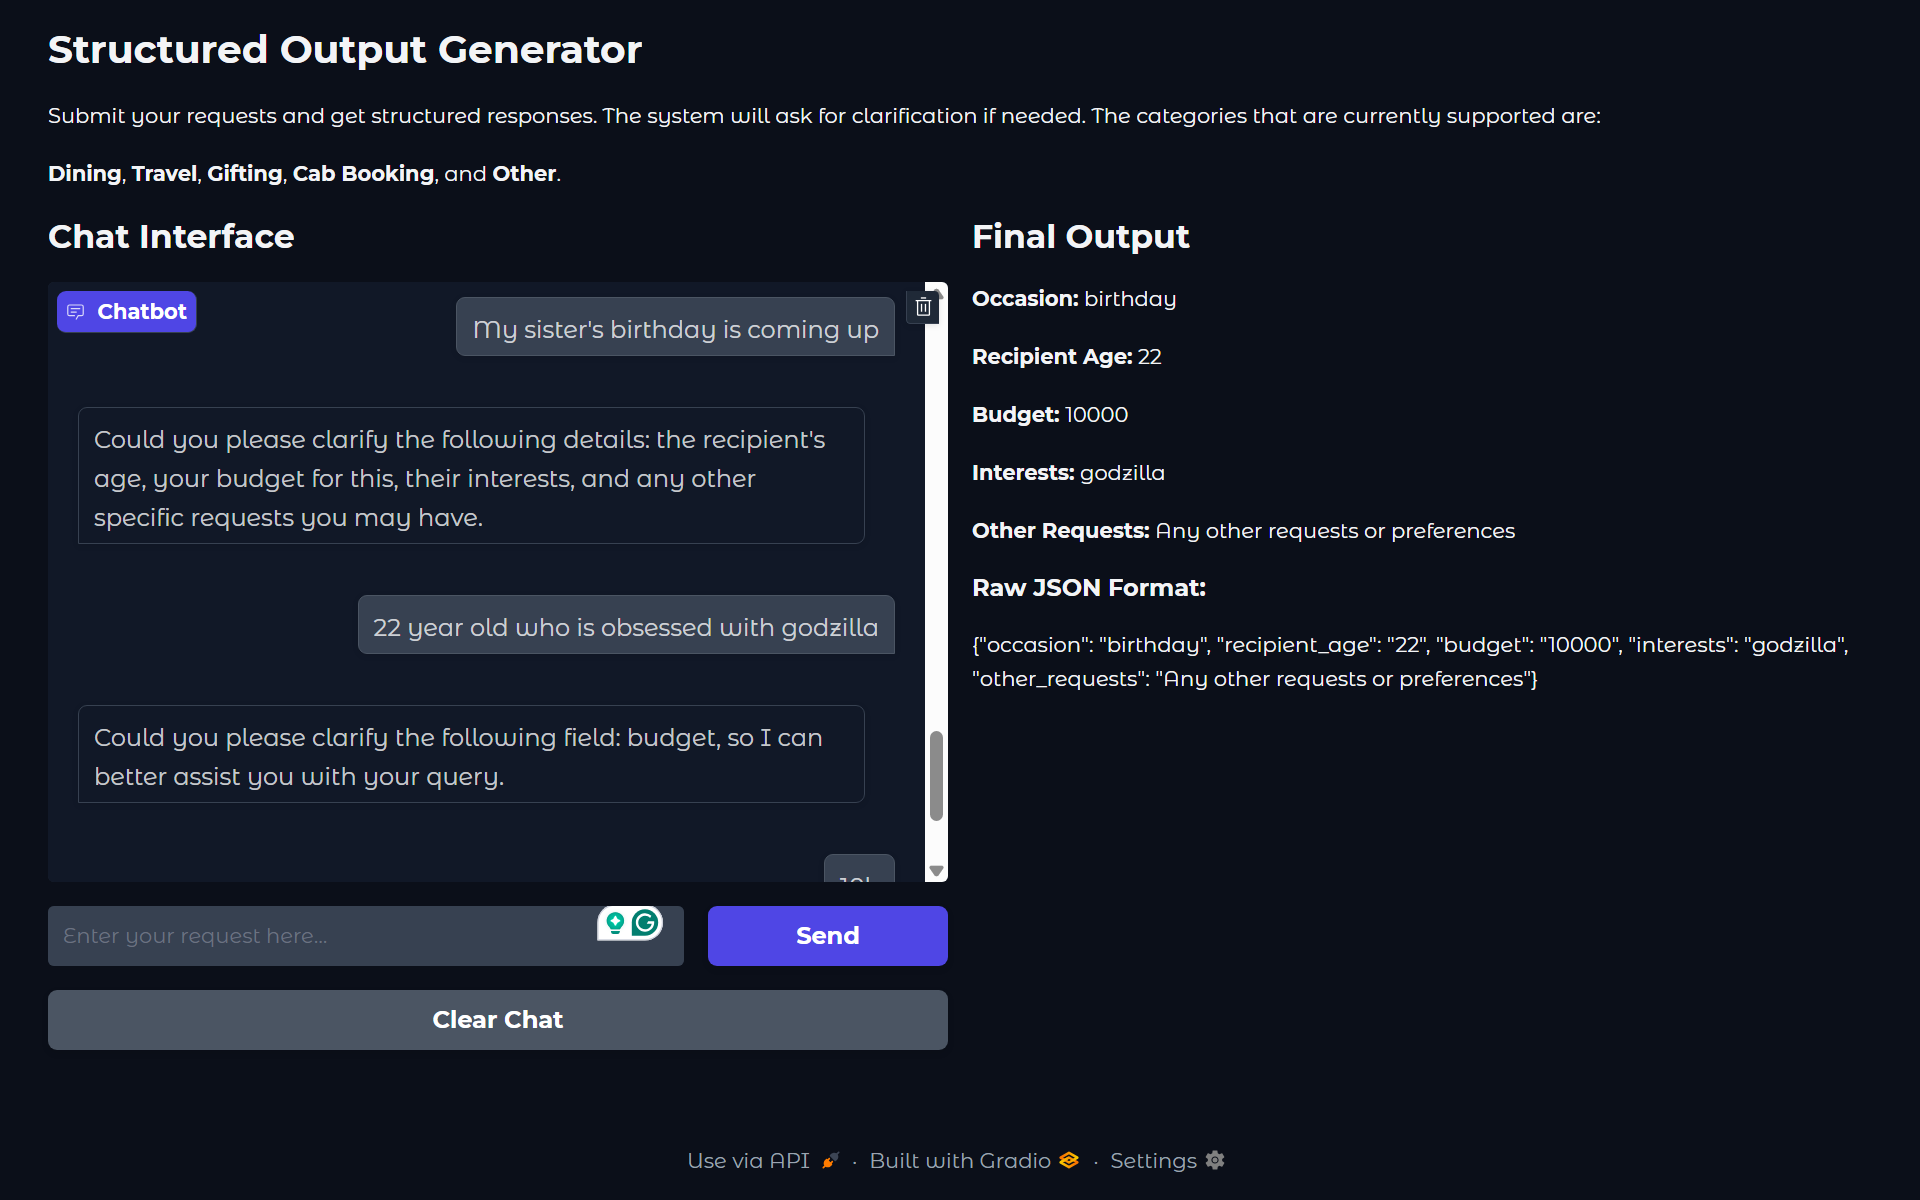 Structured Output Generator
Submit your requests and get structured responses. The system will ask for clarification if needed. The categories that are currently supported are:
Dining, Travel, Gifting, Cab Booking, and Other.
Chat Interface
Chatbot
My sister's birthday is coming up
Could you please clarify the following details: the recipient's
age, your budget for this, their interests, and any other
specific requests you may have.
22 year old who is obsessed with godzilla
Could you please clarify the following field: budget, so I can
better assist you with your query.
Enter your request here...
Send
Clear Chat
Final Output
Occasion: birthday
Recipient Age: 22
Budget: 10000
Interests: godzilla
Other Requests: Any other requests or preferences
Raw JSON Format:
{"occasion": "birthday", "recipient_age": "22", "budget": "10000", "interests": "godzilla",
"other_requests": "Any other requests or preferences"}
Use via API · Built with Gradio · Settings